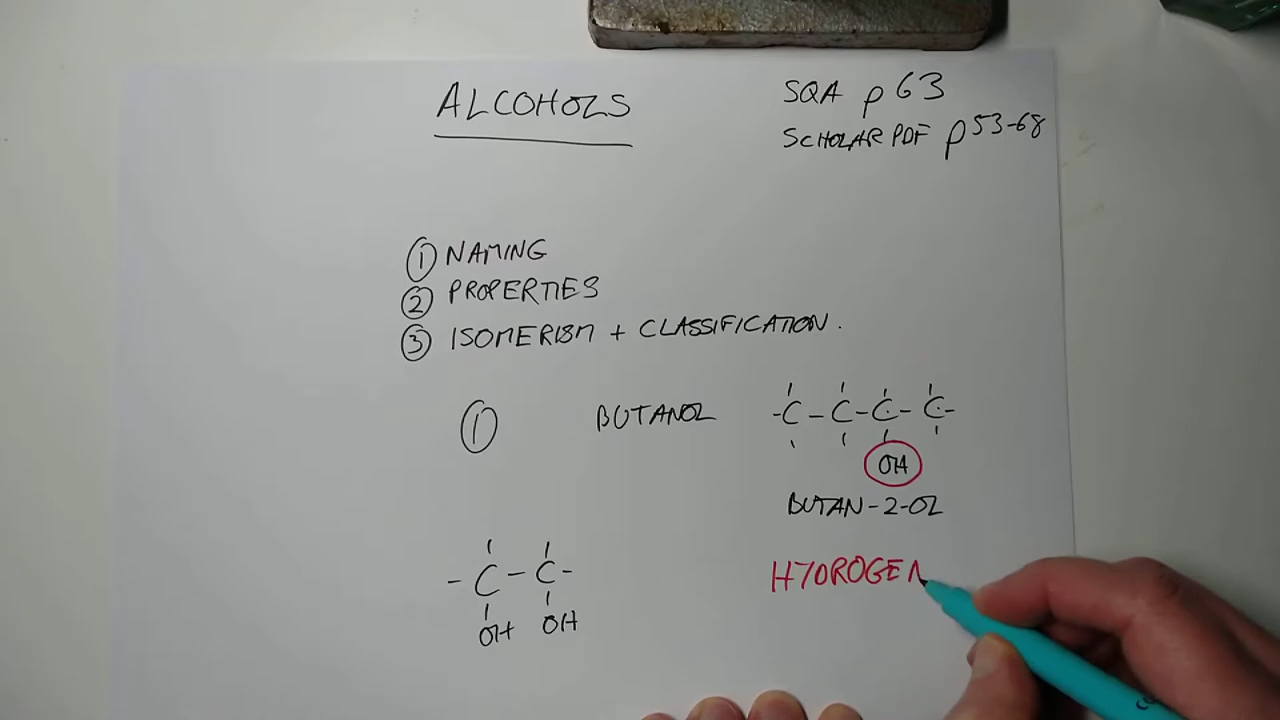 ALCOHOLS
SQA p63
SCHOLAR PDF p53-68
① NAMING
② PROPERTIES
③ ISOMERISM + CLASSIFICATION.
① BUTANOL
-C-C-C-C-
OH
BUTAN-2-OL
-C-C-
OH OH
HYDROGEN